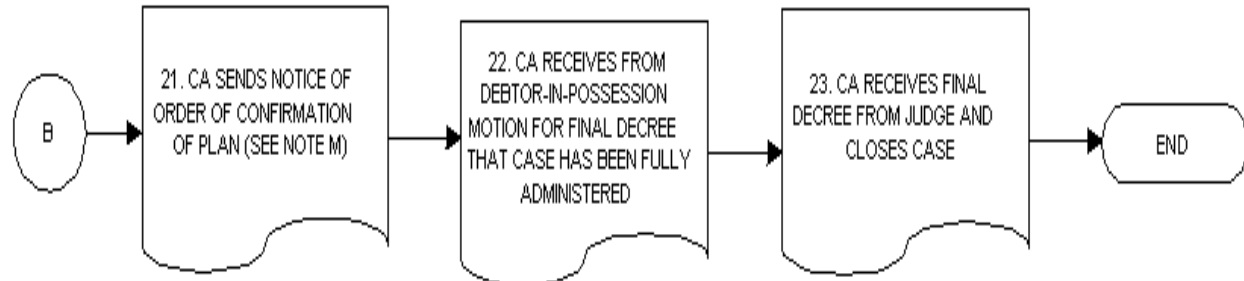 B
21. CA SENDS NOTICE OF
ORDER OF CONFIRMATION
OF PLAN (SEE NOTE M)
22. CA RECEIVES FROM
DEBTOR-IN-POSSESSION
MOTION FOR FINAL DECREE
THAT CASE HAS BEEN FULLY
ADMINISTERED
23. CA RECEIVES FINAL
DECREE FROM JUDGE AND
CLOSES CASE
END